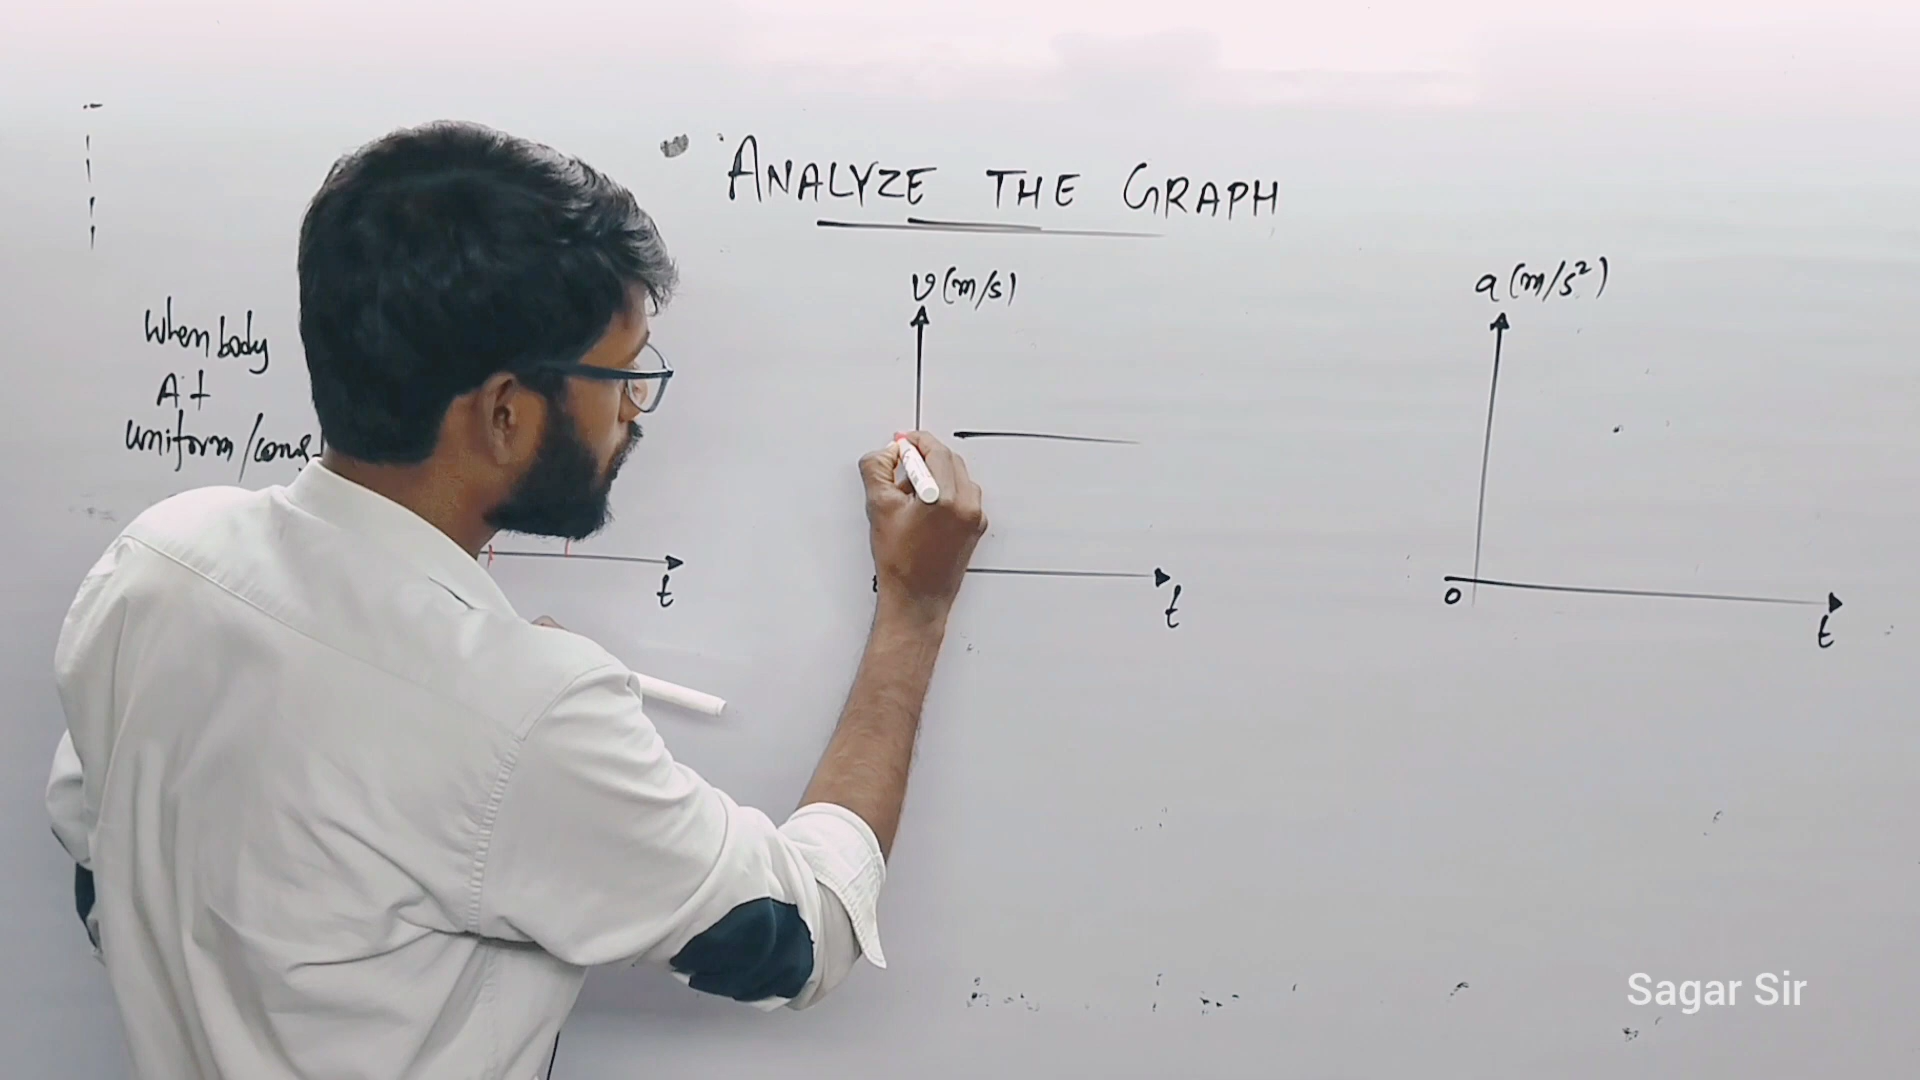 ANALYZE THE GRAPH
When body
At
uniform/
t
v (m/s)
t
a (m/s²)
0
t
Sagar Sir